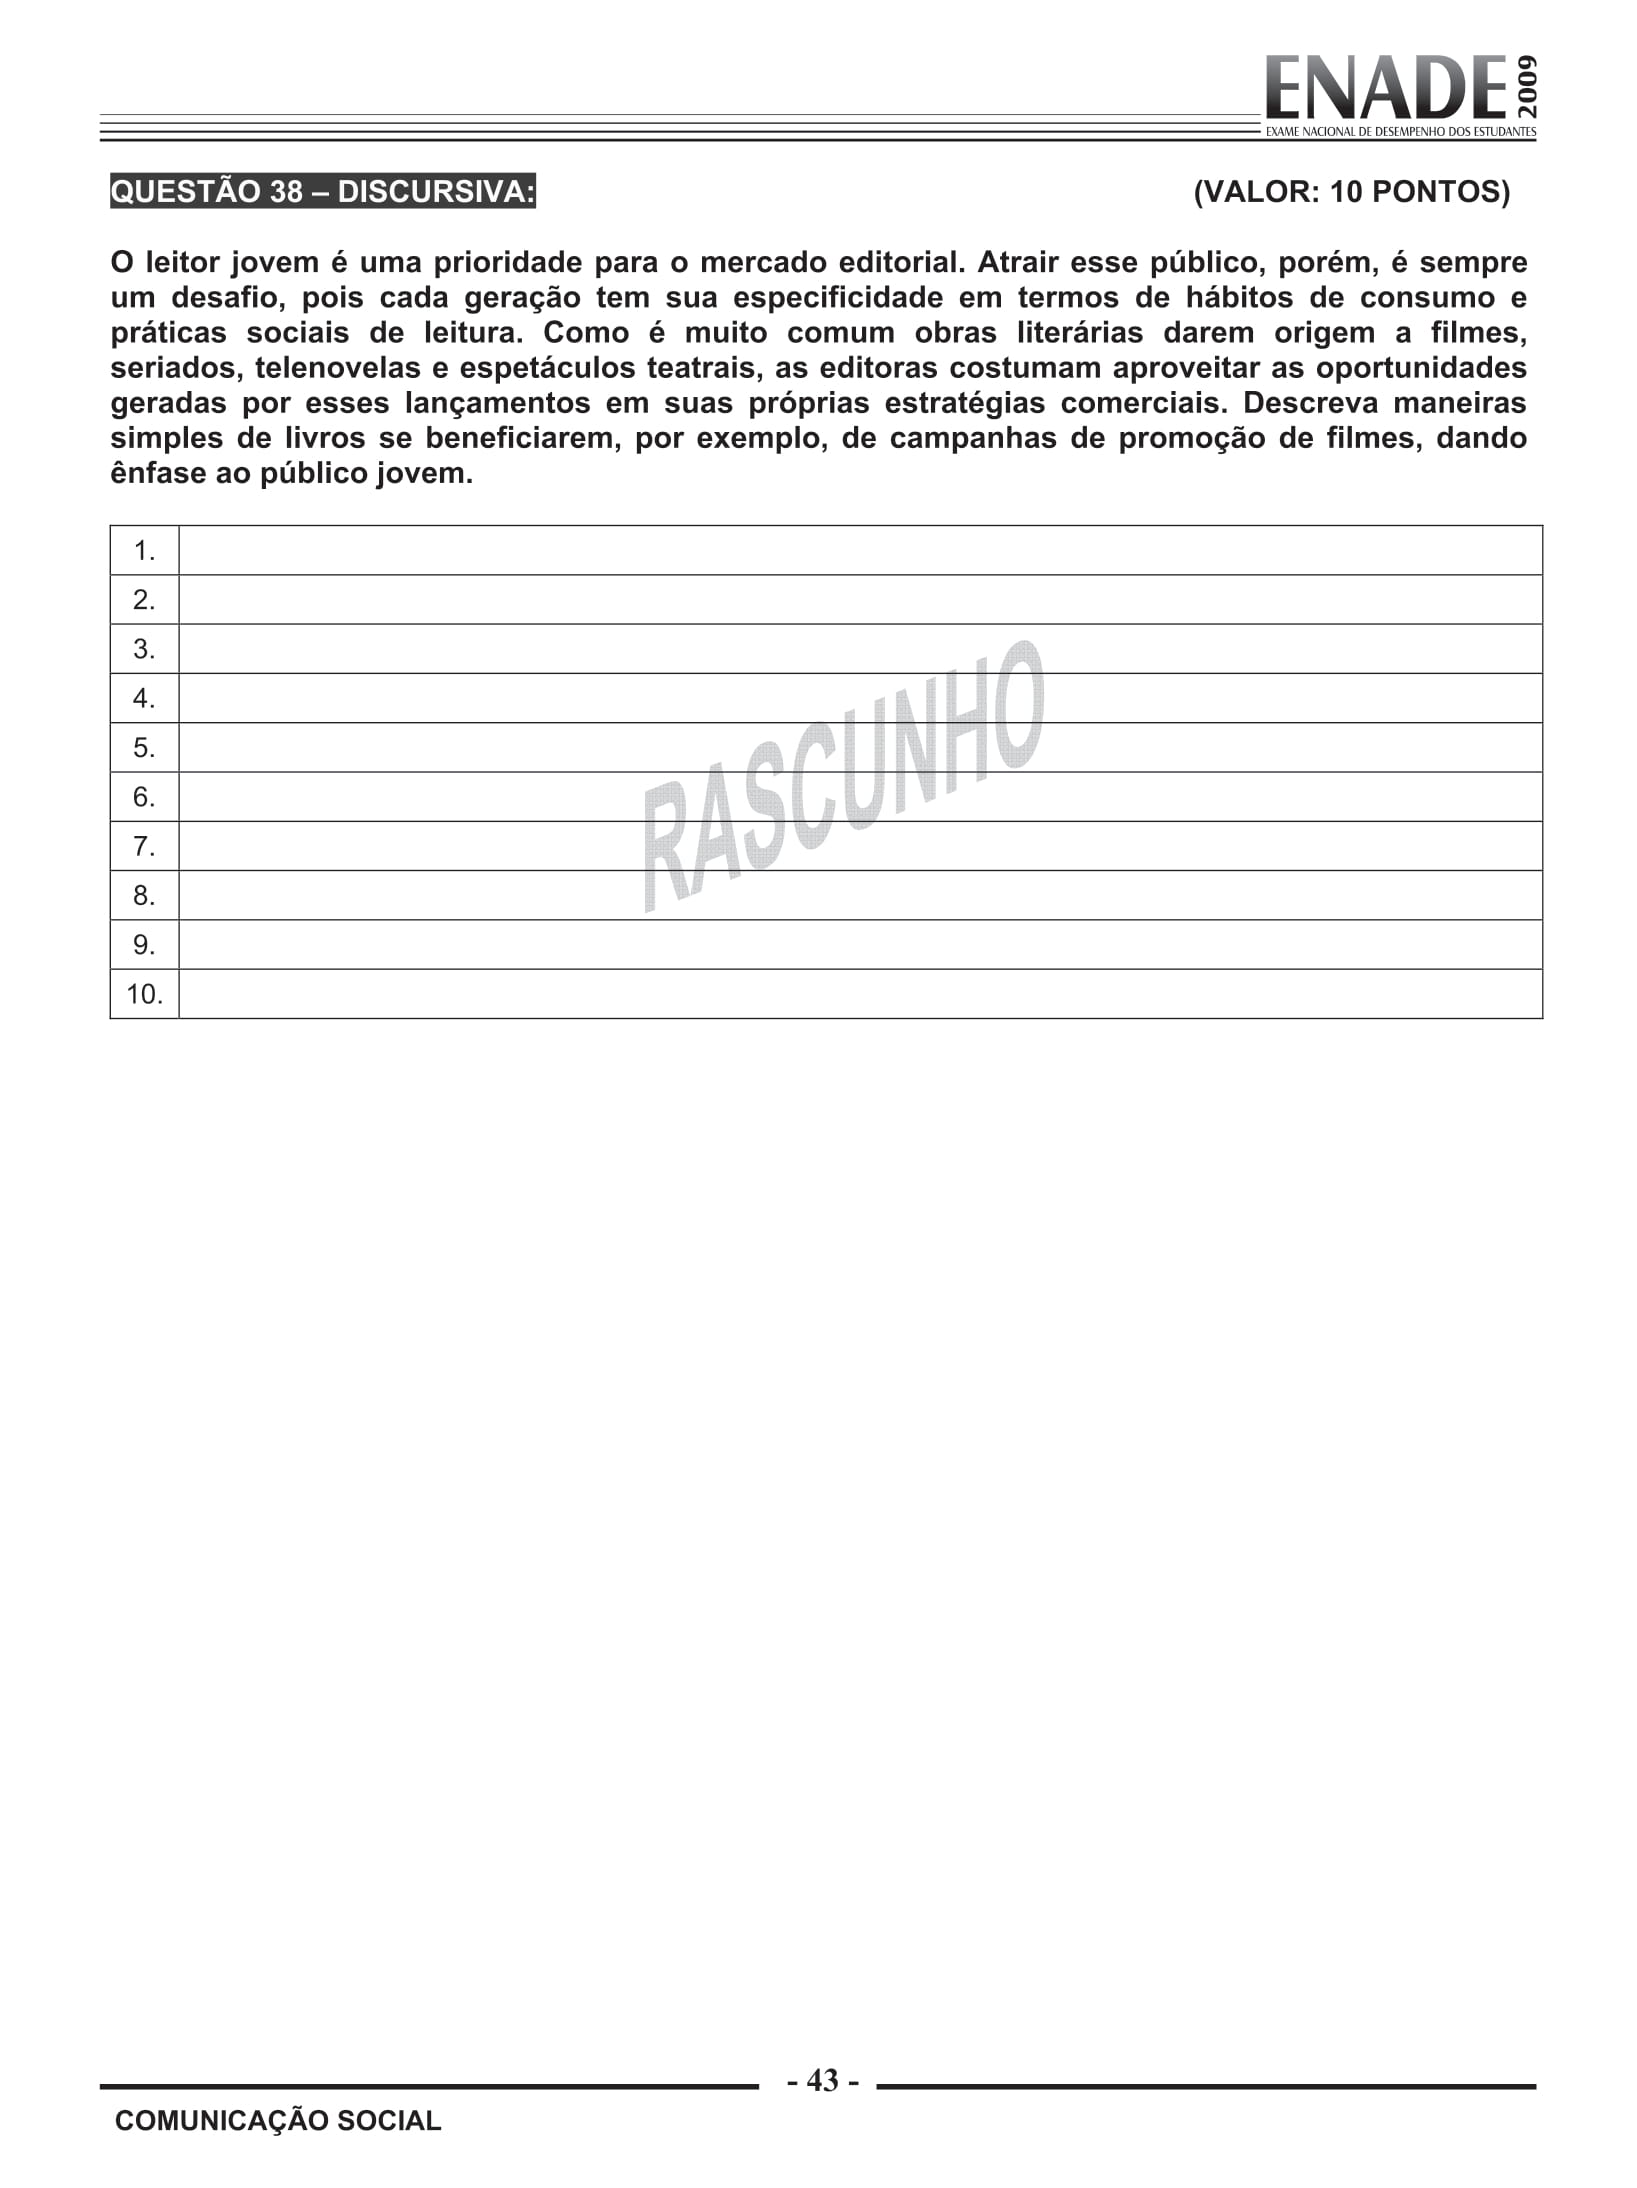 ENADE 2009
EXAME NACIONAL DE DESEMPENHO DOS ESTUDANTES
QUESTÃO 38 – DISCURSIVA: (VALOR: 10 PONTOS)
O leitor jovem é uma prioridade para o mercado editorial. Atrair esse público, porém, é sempre
um desafio, pois cada geração tem sua especificidade em termos de hábitos de consumo e
práticas sociais de leitura. Como é muito comum obras literárias darem origem a filmes,
seriados, telenovelas e espetáculos teatrais, as editoras costumam aproveitar as oportunidades
geradas por esses lançamentos em suas próprias estratégias comerciais. Descreva maneiras
simples de livros se beneficiarem, por exemplo, de campanhas de promoção de filmes, dando
ênfase ao público jovem.
1.
2.
3.
4.
5.
6.
7.
8.
9.
10.
RASCUNHO
- 43 -
COMUNICAÇÃO SOCIAL